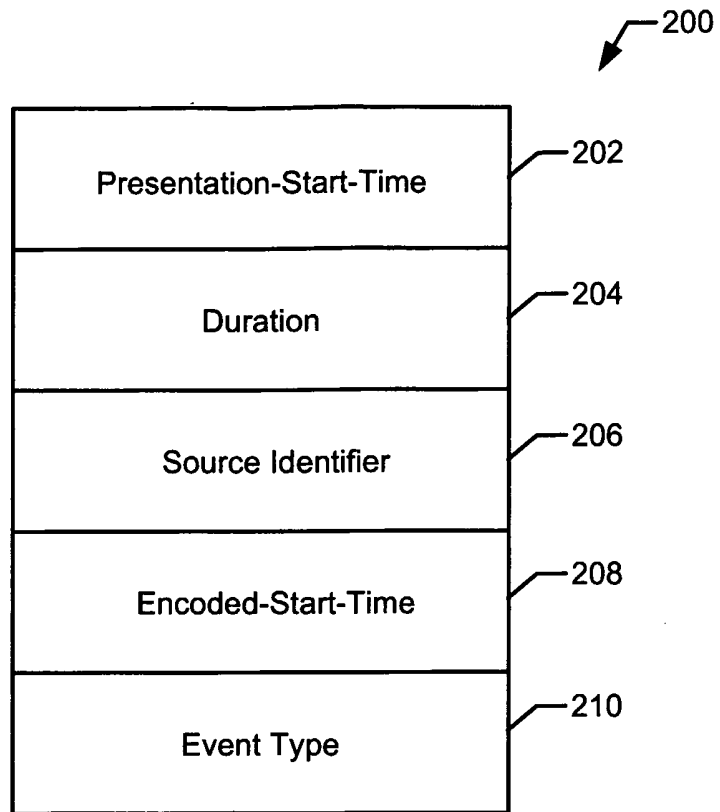 200
Presentation-Start-Time
202
Duration
204
Source Identifier
206
Encoded-Start-Time
208
Event Type
210